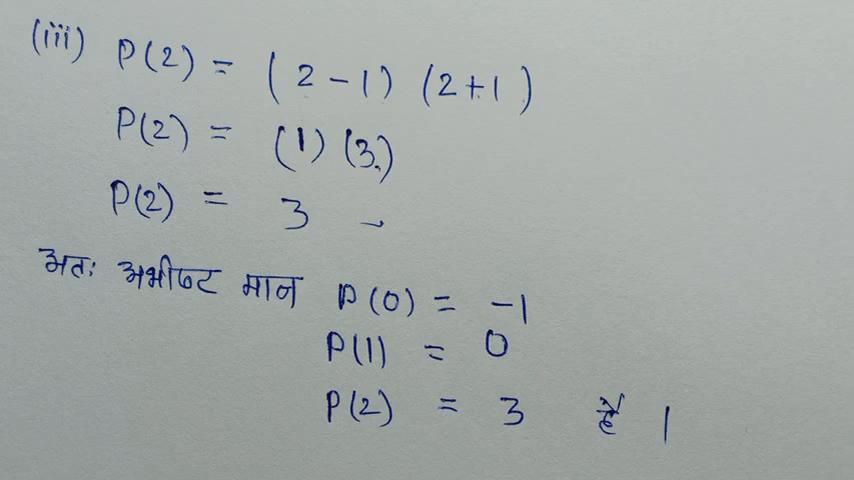 (iii) P(2) = (2-1) (2+1)
P(2) = (1) (3)
P(2) = 3
अतः अभीष्ट मान P(0) = -1
P(1) = 0
P(2) = 3 है ।